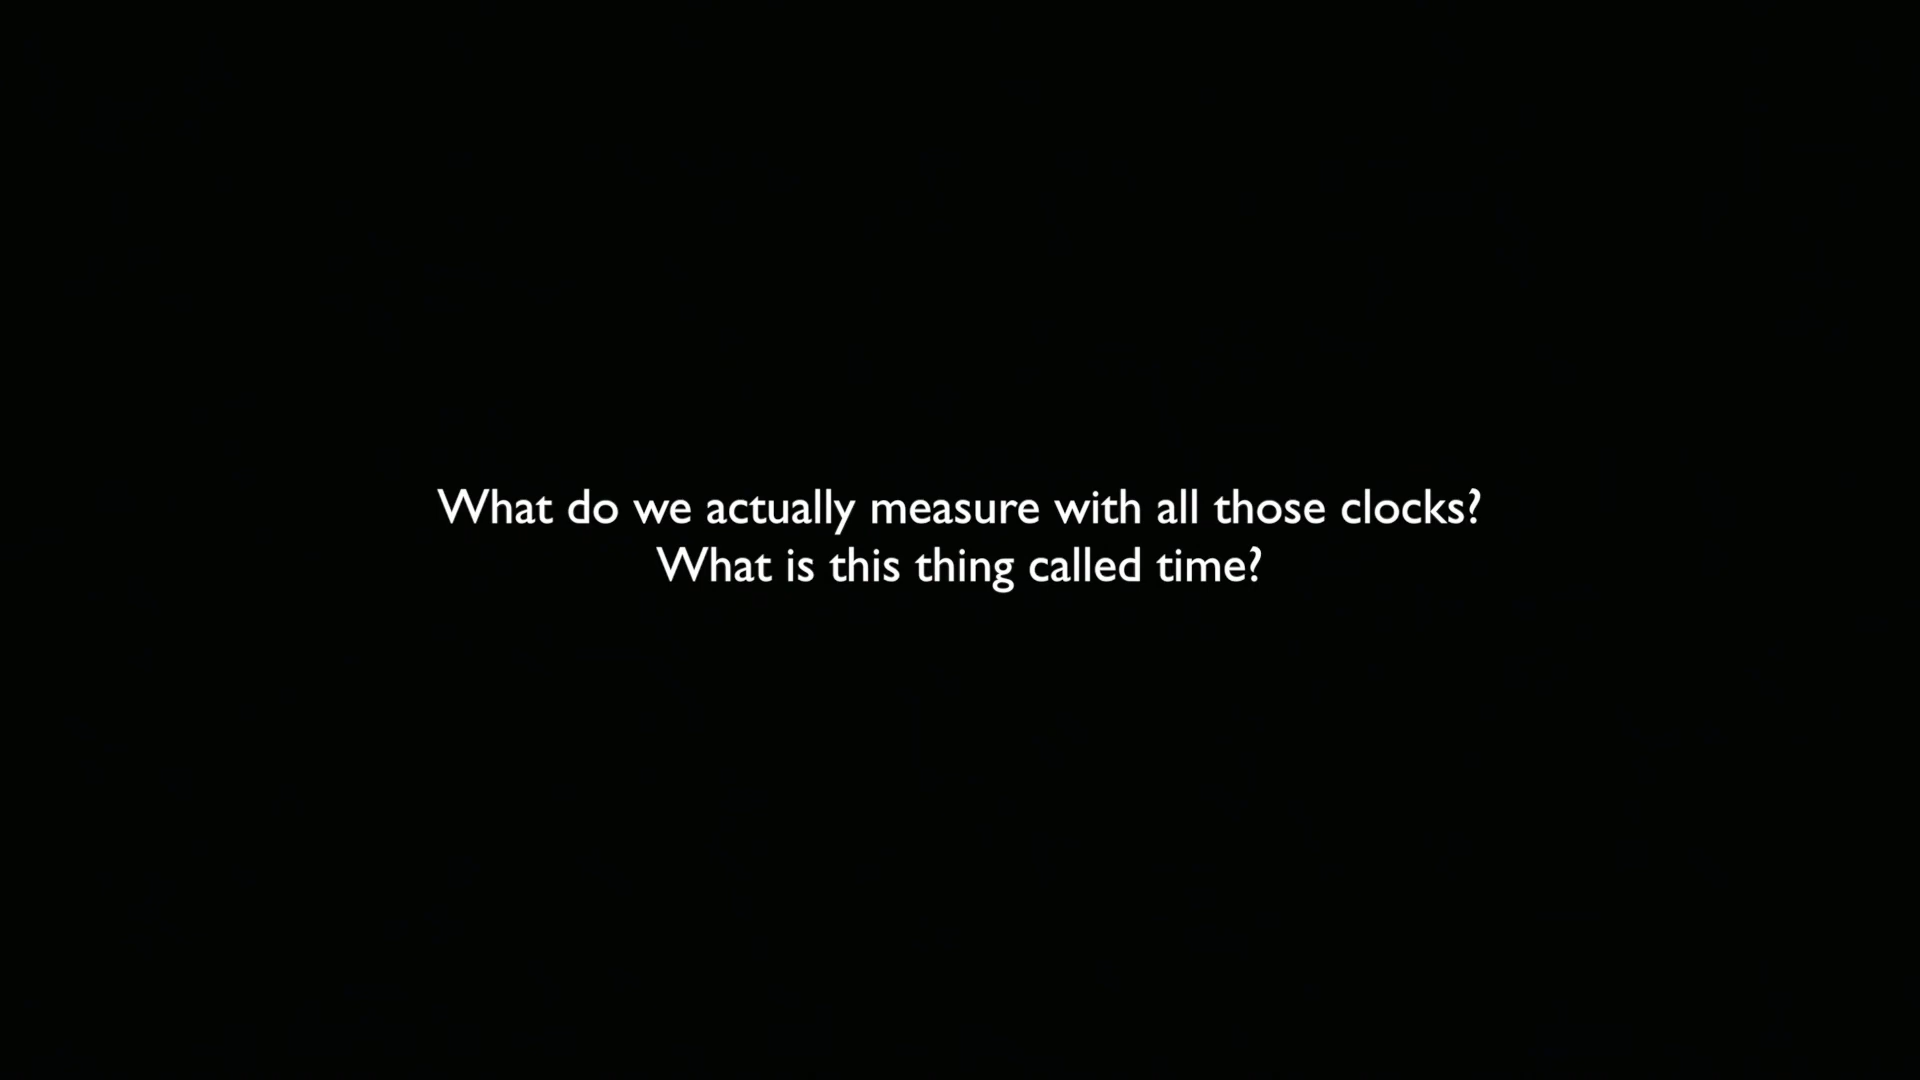 What do we actually measure with all those clocks?
What is this thing called time?